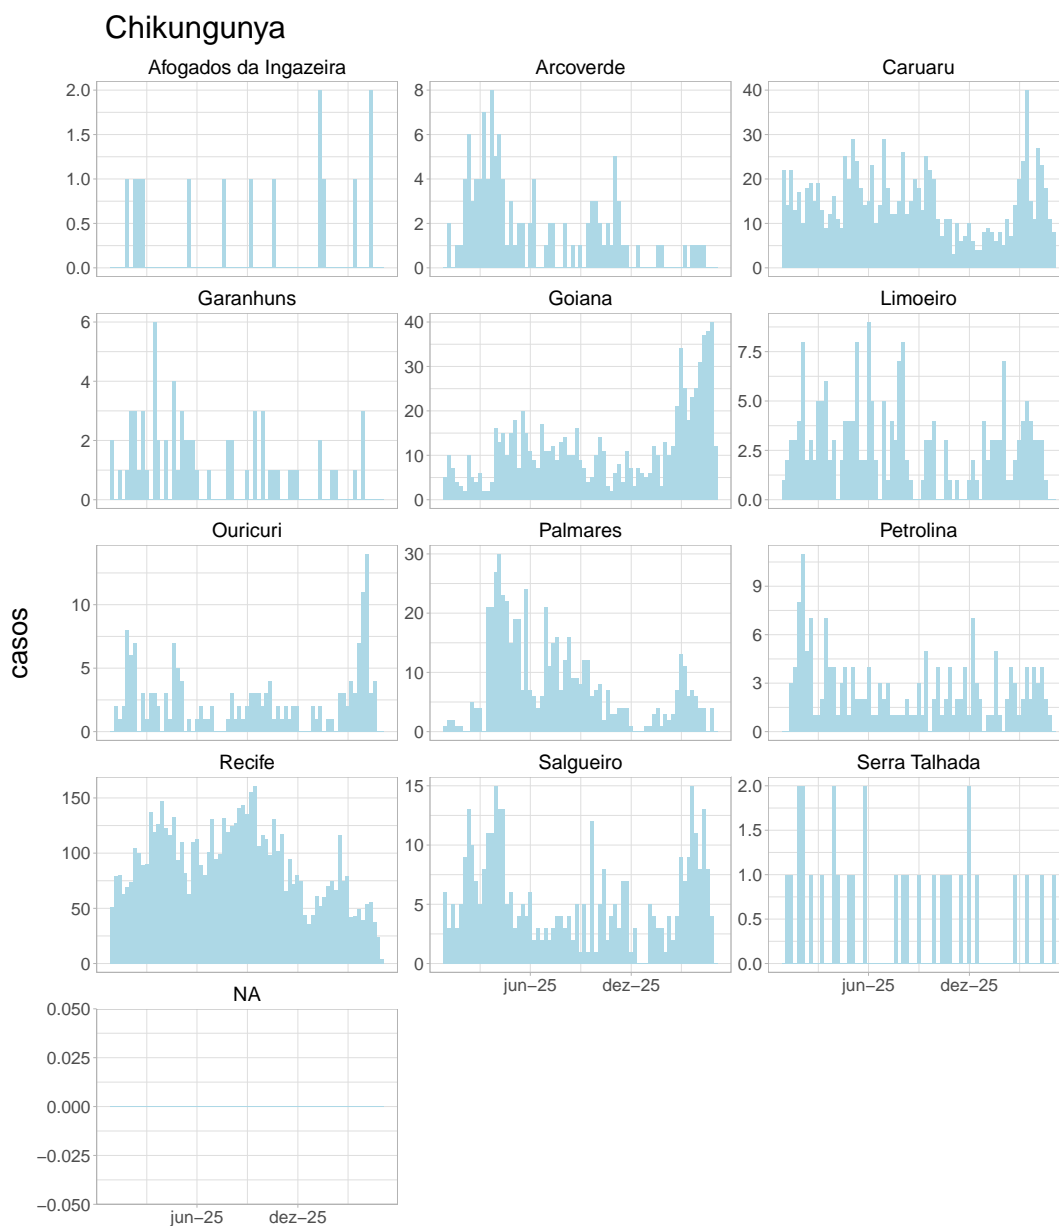 Chikungunya
Afogados da Ingazeira
Arcoverde
Caruaru
2.0
1.5
1.0
0.5
0.0
8
6
4
2
0
40
30
20
10
0
Garanhuns
Goiana
Limoeiro
6
4
2
0
40
30
20
10
0
7.5
5.0
2.5
0.0
Ouricuri
Palmares
Petrolina
10
5
0
30
20
10
0
9
6
3
0
casos
Recife
Salgueiro
Serra Talhada
150
100
50
0
15
10
5
0
2.0
1.5
1.0
0.5
0.0
jun−25
dez−25
jun−25
dez−25
NA
0.050
0.025
0.000
−0.025
−0.050
jun−25
dez−25